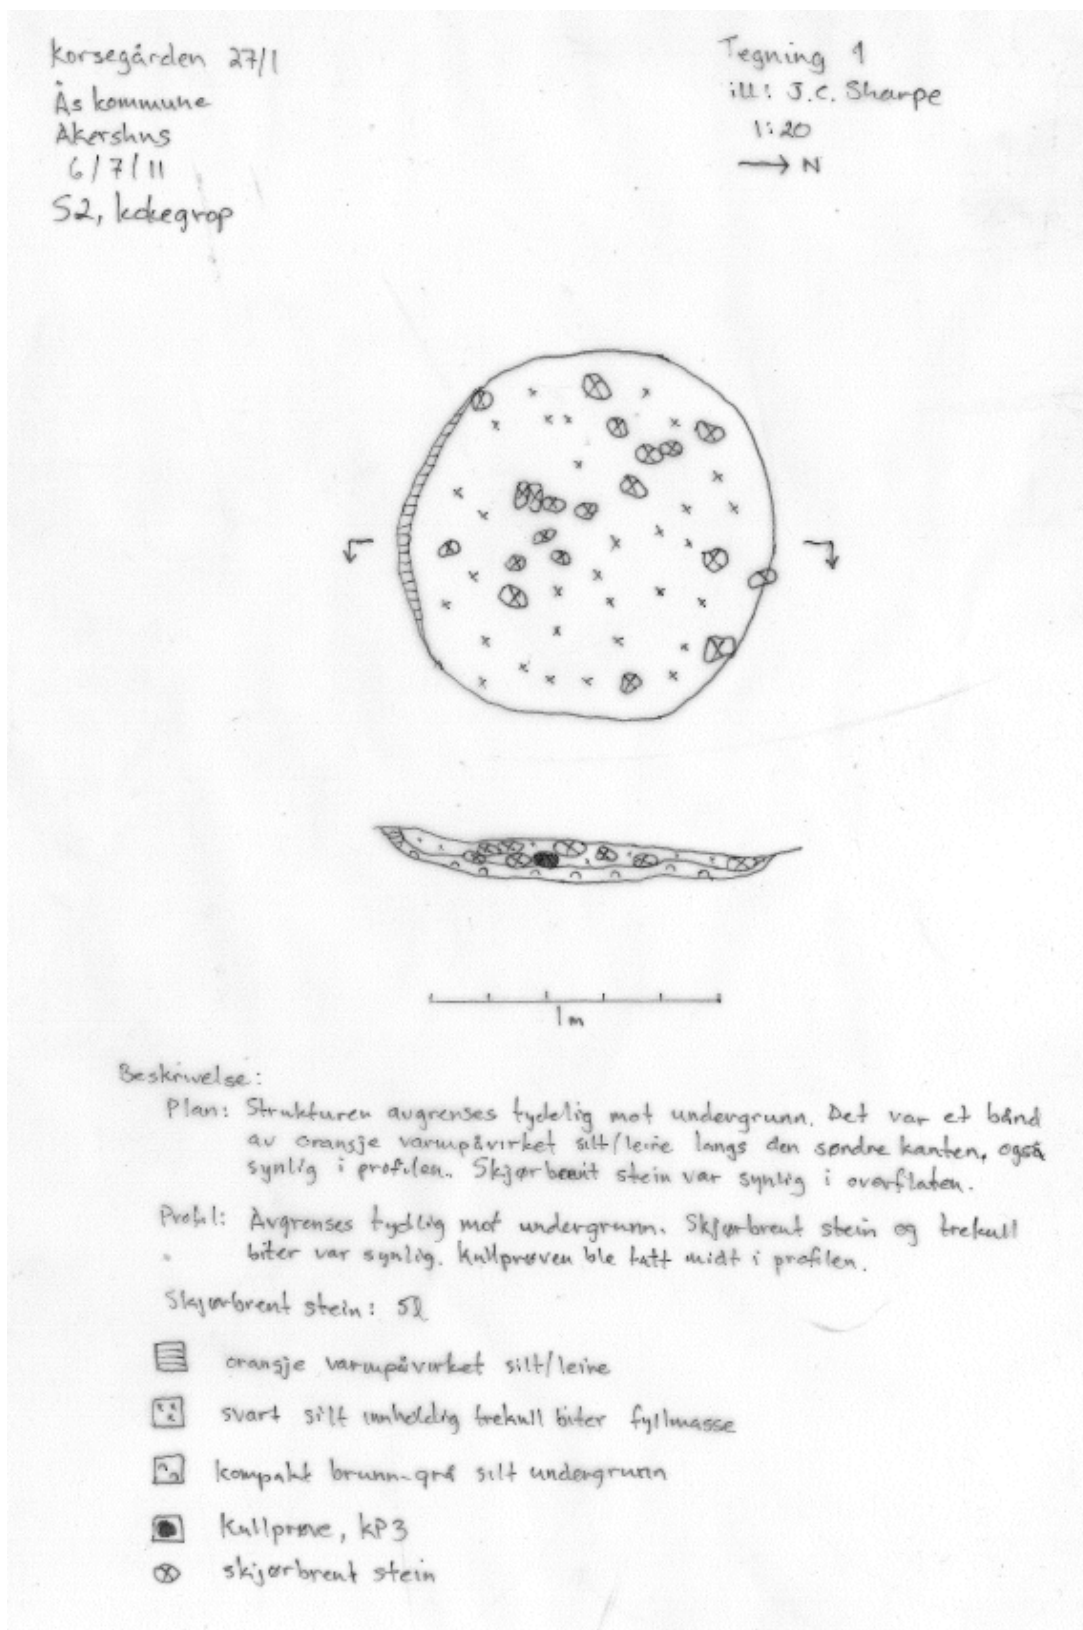 Korsegården 27/1
Ås kommune
Akershus
6/7/11
S2, kokegrop
Tegning 1
ill: J.C. Sharpe
1:20
→ N
1m
Beskrivelse:
Plan: Strukturen avgrenses tydelig mot undergrunn. Det var et bånd
av oransje varmpåvirket silt/leire langs den søndre kanten, også
synlig i profilen. Skjørbrent stein var synlig i overflaten.
Profil: Avgrenses tydlig mot undergrunn. Skjørbrent stein og trekull
biter var synlig. Kullprøven ble tatt midt i profilen.
Skjørbrent stein: 5l
oransje varmpåvirket silt/leire
svart silt innholdig trekull biter fyllmasse
kompakt brunn-grå silt undergrunn
Kullprøve, KP3
skjørbrent stein